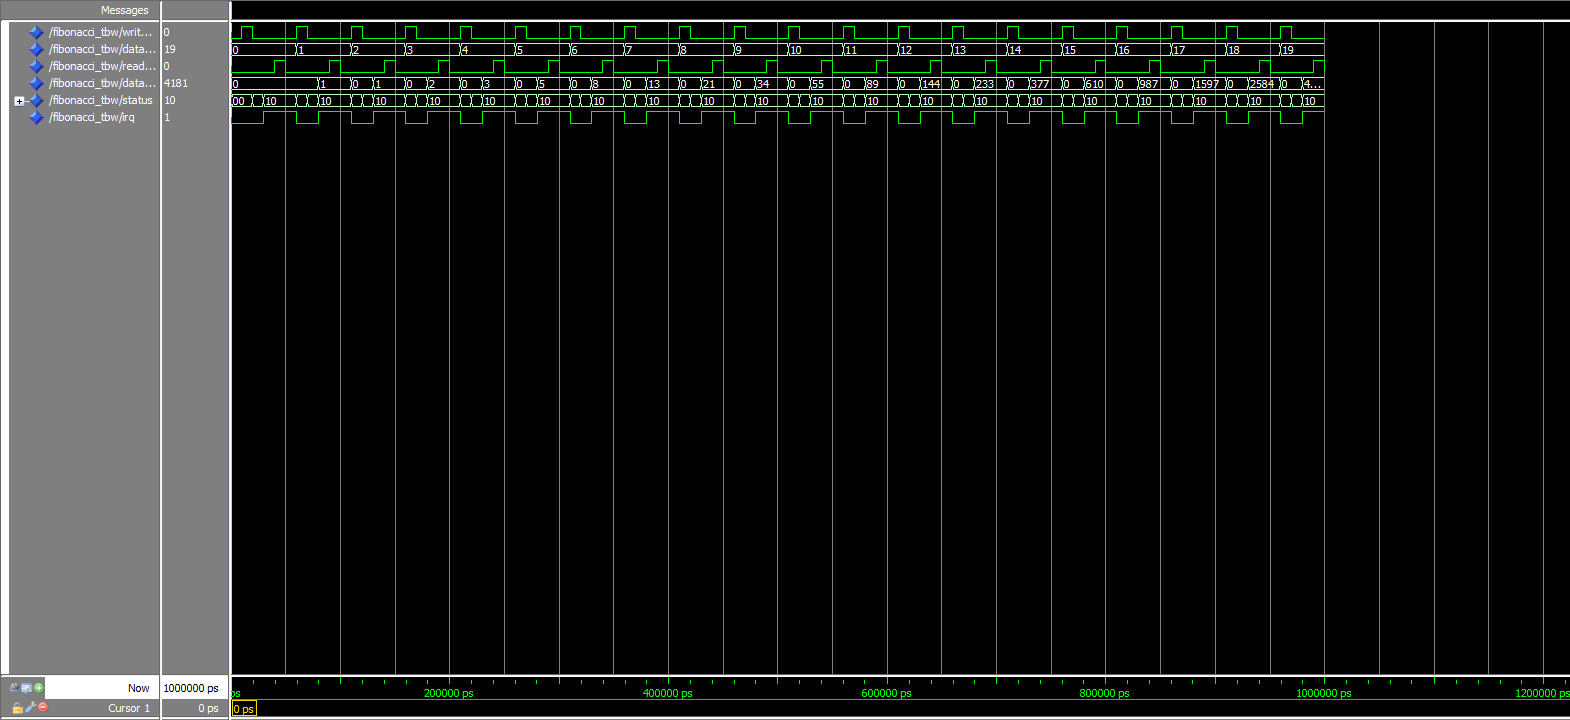 Messages
/fibonacci_tbw/writ... 0
/fibonacci_tbw/data... 19 0 1 2 3 4 5 6 7 8 9 10 11 12 13 14 15 16 17 18 19
/fibonacci_tbw/read... 0
/fibonacci_tbw/data... 4181 0 1 0 1 0 2 0 3 0 5 0 8 0 13 0 21 0 34 0 55 0 89 0 144 0 233 0 377 0 610 0 987 0 1597 0 2584 0 4...
/fibonacci_tbw/status 10 00 10 10 10 10 10 10 10 10 10 10 10 10 10 10 10 10 10 10 10 10
/fibonacci_tbw/irq 1
Now 1000000 ps ps 200000 ps 400000 ps 600000 ps 800000 ps 1000000 ps 1200000 ps
Cursor 1 0 ps 0 ps